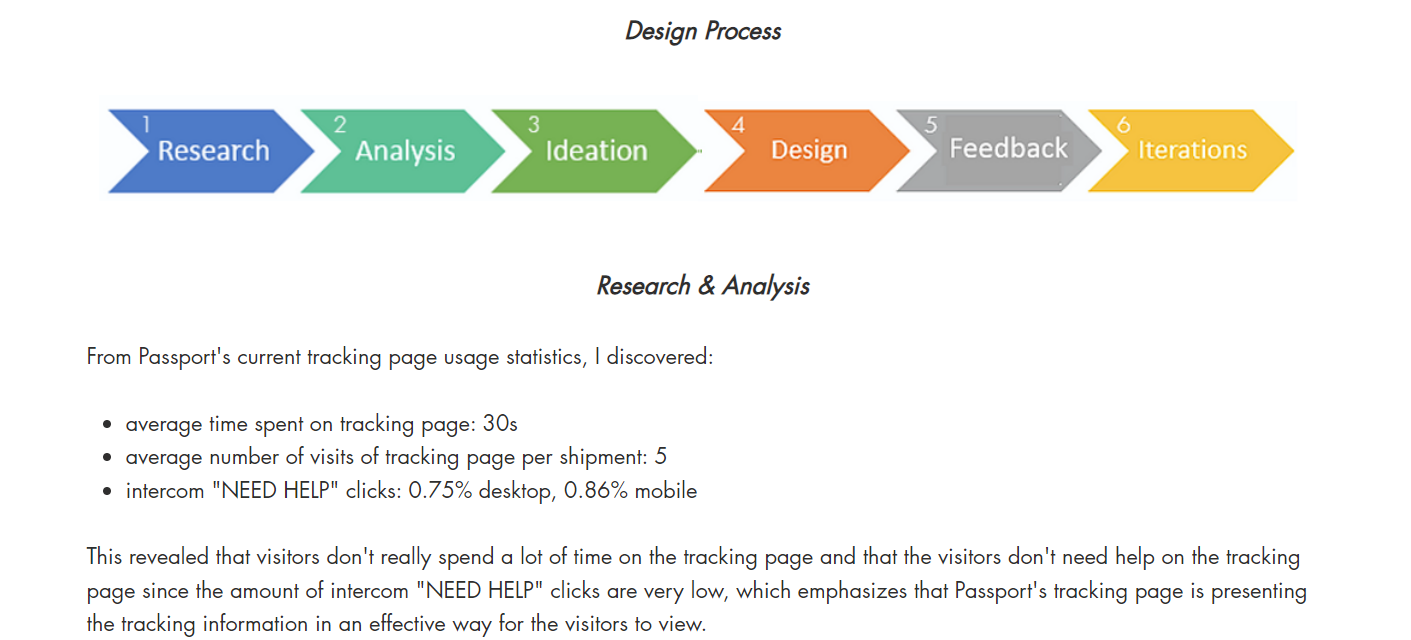 Design Process
1 Research
2 Analysis
3 Ideation
4 Design
5 Feedback
6 Iterations
Research & Analysis
From Passport's current tracking page usage statistics, I discovered:
• average time spent on tracking page: 30s
• average number of visits of tracking page per shipment: 5
• intercom "NEED HELP" clicks: 0.75% desktop, 0.86% mobile
This revealed that visitors don't really spend a lot of time on the tracking page and that the visitors don't need help on the tracking
page since the amount of intercom "NEED HELP" clicks are very low, which emphasizes that Passport's tracking page is presenting
the tracking information in an effective way for the visitors to view.